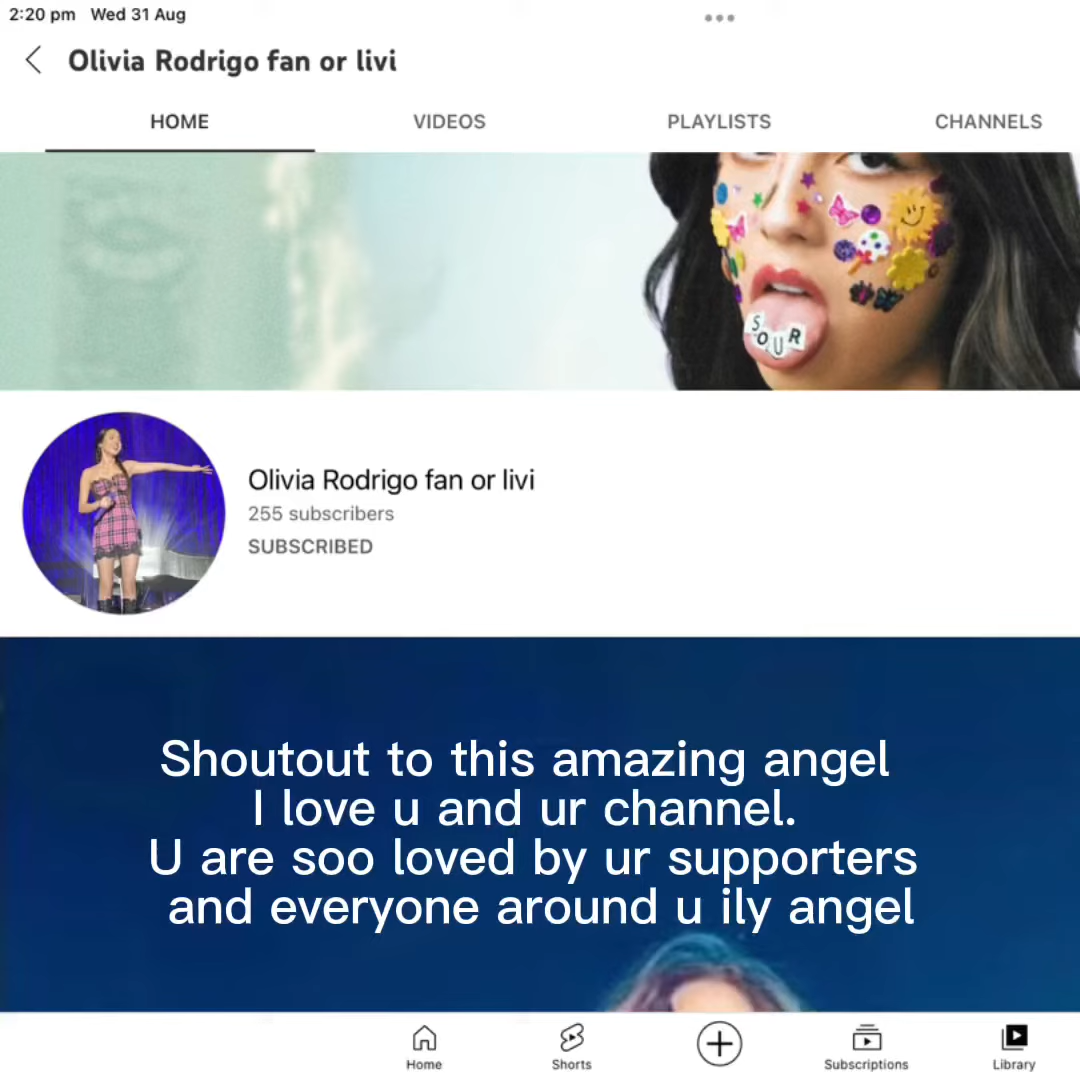 2:20 pm Wed 31 Aug
Olivia Rodrigo fan or livi
HOME VIDEOS PLAYLISTS CHANNELS
SOUR
Olivia Rodrigo fan or livi
255 subscribers
SUBSCRIBED
Shoutout to this amazing angel
I love u and ur channel.
U are soo loved by ur supporters
and everyone around u ily angel
Home Shorts Subscriptions Library